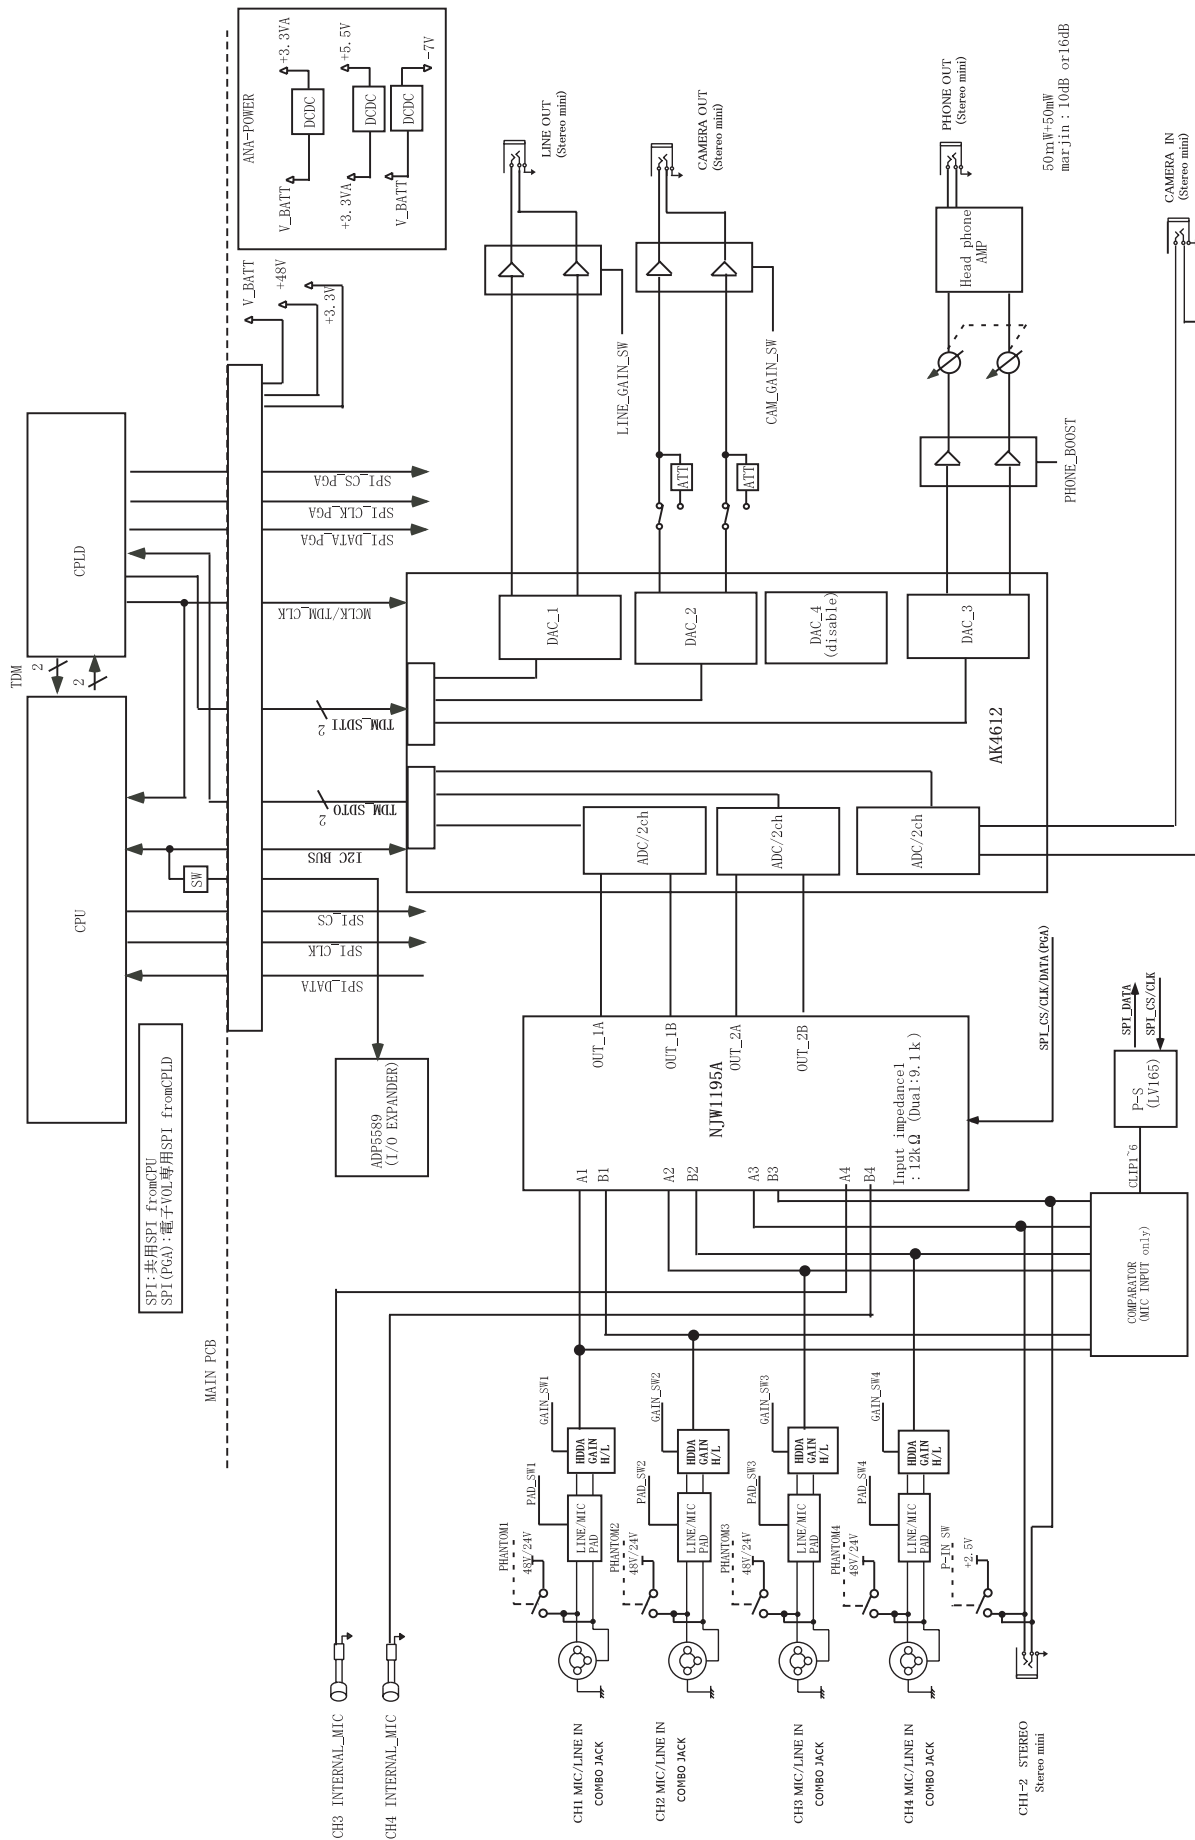 ANA-POWER
V_BATT
DCDC
+3.3VA
+3.3VA
DCDC
+5.5V
V_BATT
DCDC
-7V
V_BATT
+48V
+3.3V
CPLD
TDM
2
2
CPU
SPI:共用SPI fromCPU
SPI(PGA):電子VOL専用SPI fromCPLD
MAIN PCB
SW
SPI_CS_PGA
SPI_CLK_PGA
SPI_DATA_PGA
MCLK/TDM_CLK
2
TDM_SDTI
2
TDM_SDTO
I2C BUS
SPI_CS
SPI_CLK
SPI_DATA
ADP5589
(I/O EXPANDER)
LINE OUT
(Stereo mini)
LINE_GAIN_SW
CAMERA OUT
(Stereo mini)
CAM_GAIN_SW
ATT
ATT
PHONE OUT
(Stereo mini)
50mW+50mW
marjin : 10dB or16dB
Head phone
AMP
PHONE_BOOST
CAMERA IN
(Stereo mini)
DAC_1
DAC_2
DAC_4
(disable)
DAC_3
AK4612
ADC/2ch
ADC/2ch
ADC/2ch
OUT_1A
OUT_1B
OUT_2A
OUT_2B
NJW1195A
A1
B1
A2
B2
A3
B3
A4
B4
Input impedancel
: 12kΩ (Dual:9.1k)
SPI_CS/CLK/DATA(PGA)
SPI_DATA
SPI_CS/CLK
P-S
(LV165)
CLIP1~6
COMPARATOR
(MIC INPUT only)
CH3 INTERNAL_MIC
CH4 INTERNAL_MIC
CH1 MIC/LINE IN
COMBO JACK
PHANTOM1
48V/24V
PAD_SW1
LINE/MIC
PAD
GAIN_SW1
HDDA
GAIN
H/L
CH2 MIC/LINE IN
COMBO JACK
PHANTOM2
48V/24V
PAD_SW2
LINE/MIC
PAD
GAIN_SW2
HDDA
GAIN
H/L
CH3 MIC/LINE IN
COMBO JACK
PHANTOM3
48V/24V
PAD_SW3
LINE/MIC
PAD
GAIN_SW3
HDDA
GAIN
H/L
CH4 MIC/LINE IN
COMBO JACK
PHANTOM4
48V/24V
PAD_SW4
LINE/MIC
PAD
GAIN_SW4
HDDA
GAIN
H/L
P-IN SW
+2.5V
CH1-2 STEREO
Stereo mini